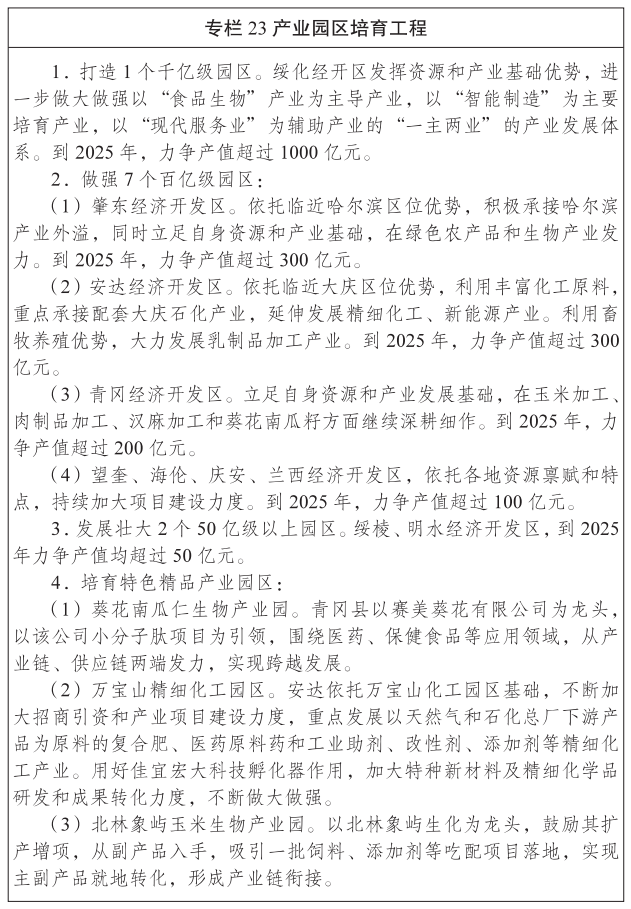 专栏 23 产业园区培育工程
1. 打造 1 个千亿级园区。绥化经开区发挥资源和产业基础优势，进
一步做大做强以“食品生物”产业为主导产业，以“智能制造”为主要
培育产业，以“现代服务业”为辅助产业的“一主两业”的产业发展体
系。到 2025 年，力争产值超过 1000 亿元。
2. 做强 7 个百亿级园区：
（1）肇东经济开发区。依托临近哈尔滨区位优势，积极承接哈尔滨
产业外溢，同时立足自身资源和产业基础，在绿色农产品和生物产业发
力。到 2025 年，力争产值超过 300 亿元。
（2）安达经济开发区。依托临近大庆区位优势，利用丰富化工原料，
重点承接配套大庆石化产业，延伸发展精细化工、新能源产业。利用畜
牧养殖优势，大力发展乳制品加工产业。到 2025 年，力争产值超过 300
亿元。
（3）青冈经济开发区。立足自身资源和产业发展基础，在玉米加工、
肉制品加工、汉麻加工和葵花南瓜籽方面继续深耕细作。到 2025 年，力
争产值超过 200 亿元。
（4）望奎、海伦、庆安、兰西经济开发区，依托各地资源禀赋和特
点，持续加大项目建设力度。到 2025 年，力争产值超过 100 亿元。
3. 发展壮大 2 个 50 亿级以上园区。绥棱、明水经济开发区，到 2025
年力争产值均超过 50 亿元。
4. 培育特色精品产业园区：
（1）葵花南瓜仁生物产业园。青冈县以赛美葵花有限公司为龙头，
以该公司小分子肽项目为引领，围绕医药、保健食品等应用领域，从产
业链、供应链两端发力，实现跨越发展。
（2）万宝山精细化工园区。安达依托万宝山化工园区基础，不断加
大招商引资和产业项目建设力度，重点发展以天然气和石化总厂下游产
品为原料的复合肥、医药原料药和工业助剂、改性剂、添加剂等精细化
工产业。用好佳宜宏大科技孵化器作用，加大特种新材料及精细化学品
研发和成果转化力度，不断做大做强。
（3）北林象屿玉米生物产业园。以北林象屿生化为龙头，鼓励其扩
产增项，从副产品入手，吸引一批饲料、添加剂等吃配项目落地，实现
主副产品就地转化，形成产业链衔接。